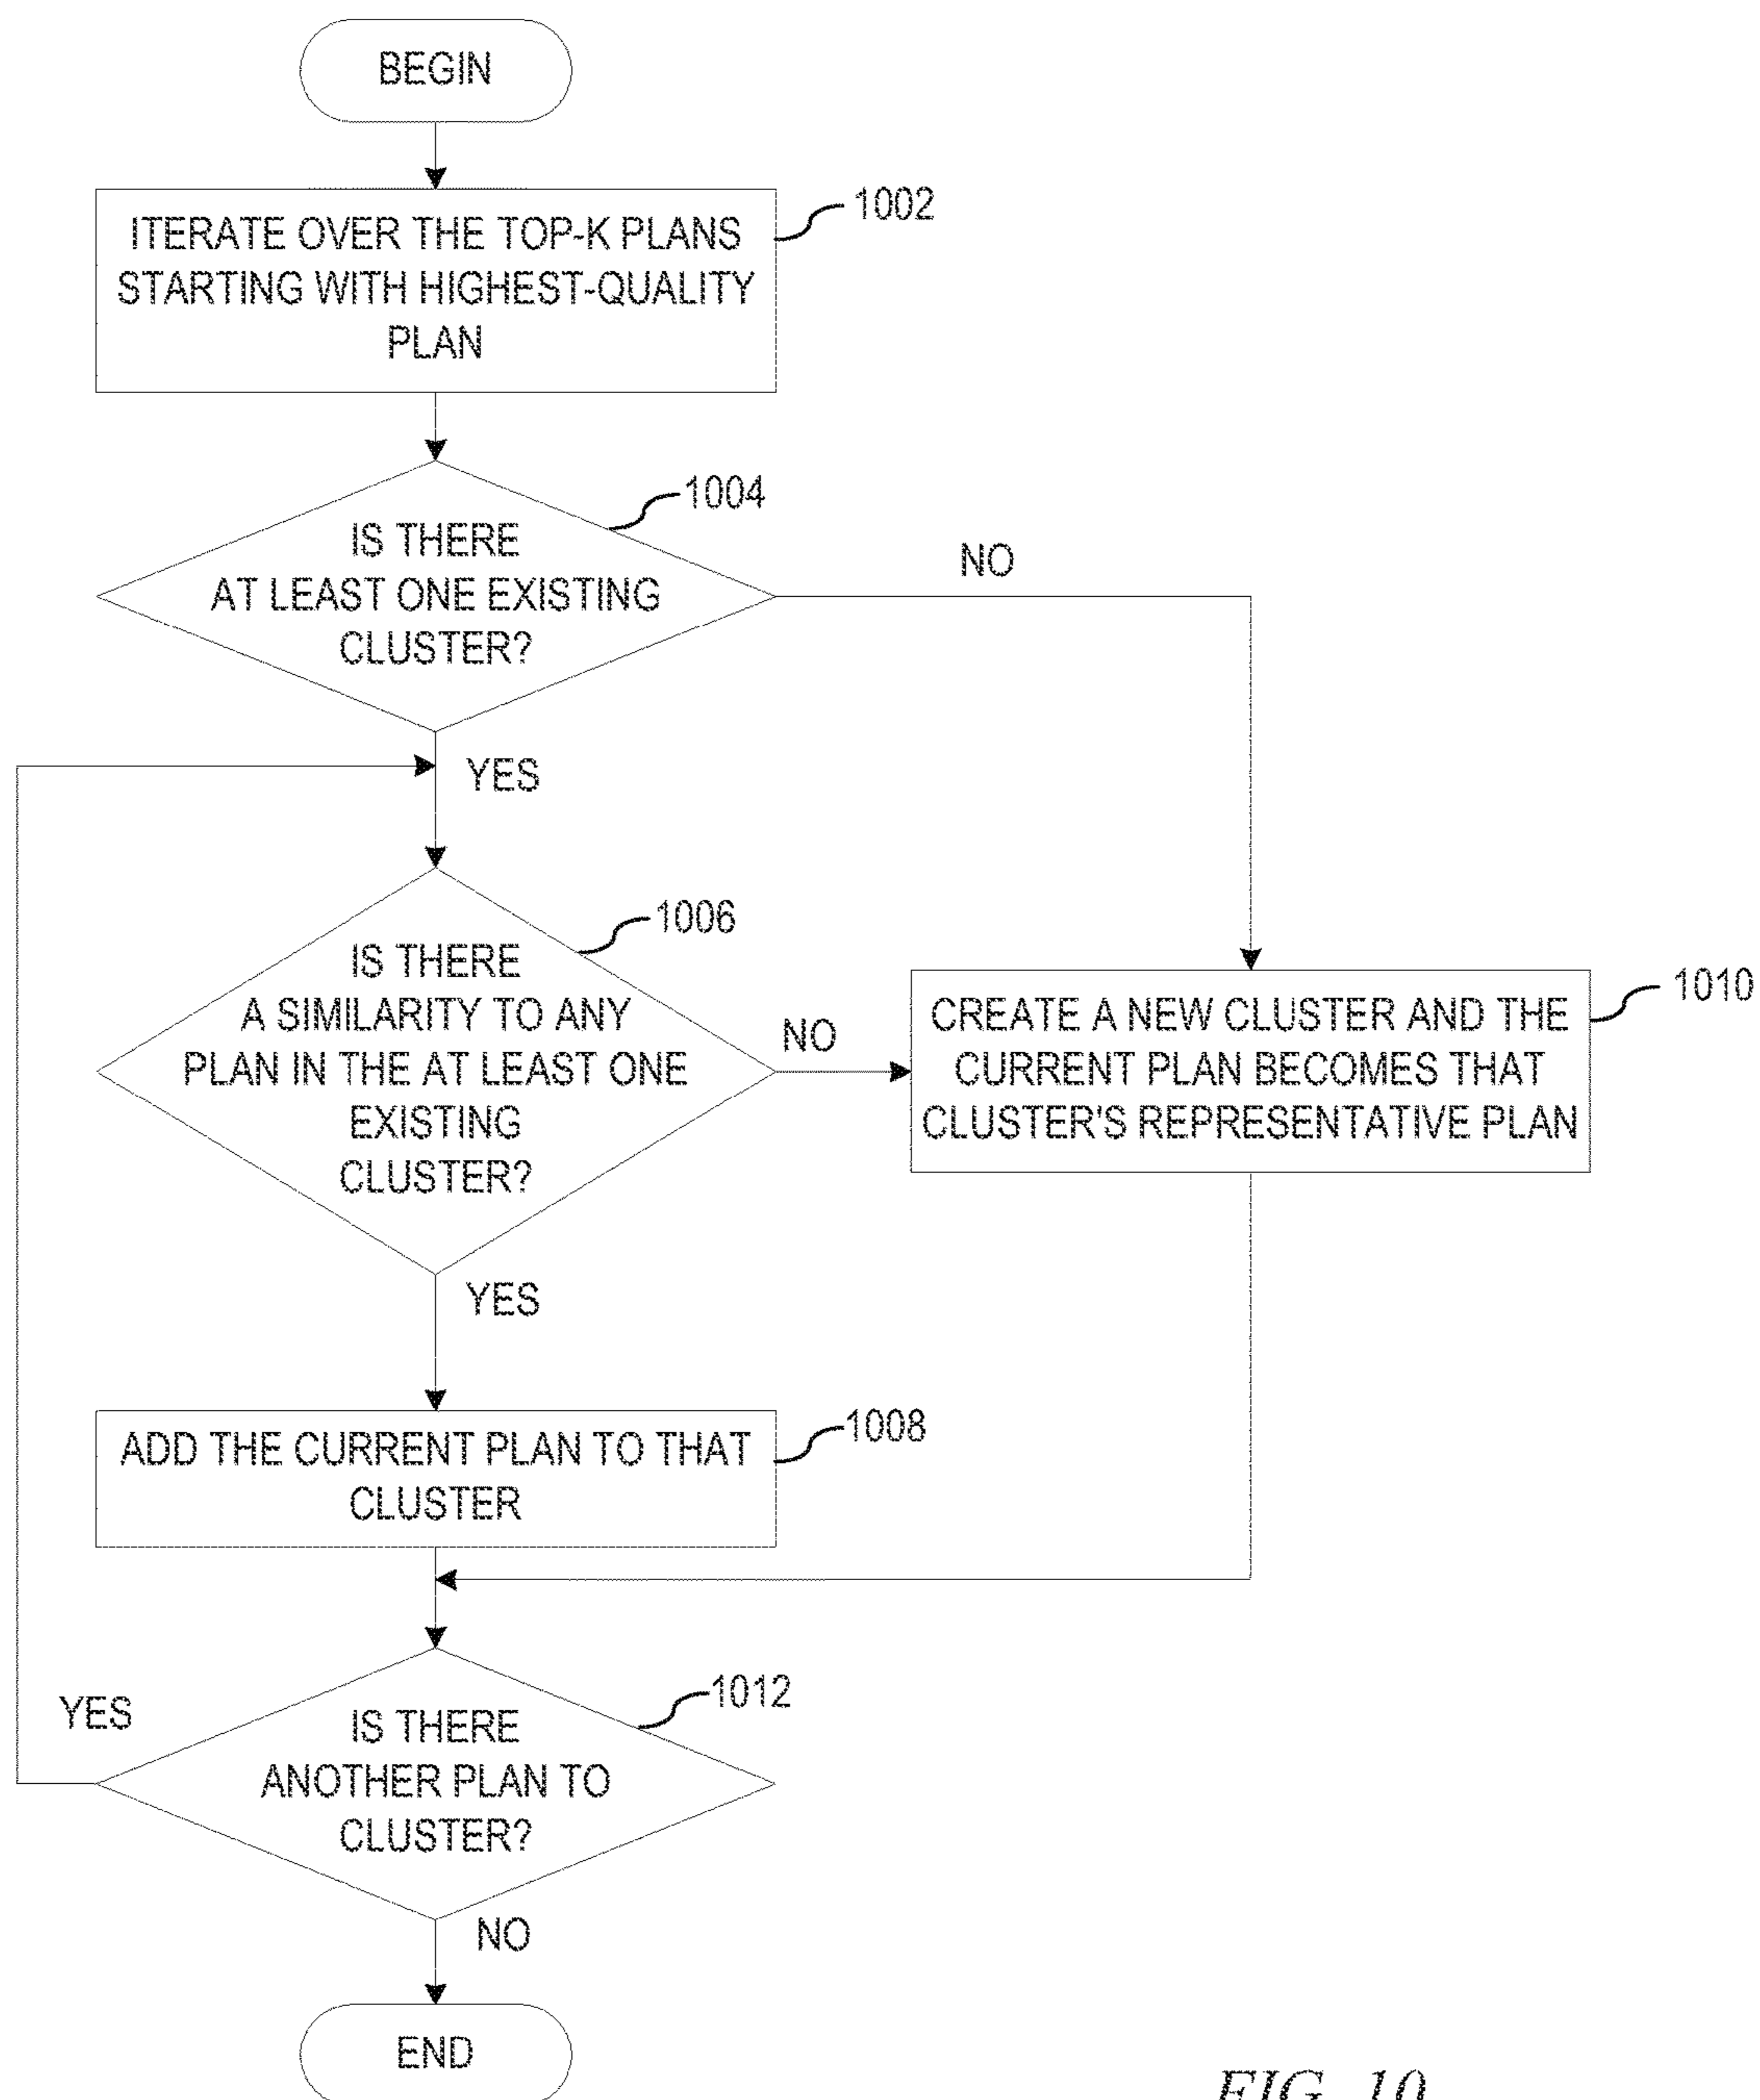 BEGIN
ITERATE OVER THE TOP-K PLANS
STARTING WITH HIGHEST-QUALITY
PLAN
1002
IS THERE
AT LEAST ONE EXISTING
CLUSTER?
1004
NO
YES
IS THERE
A SIMILARITY TO ANY
PLAN IN THE AT LEAST ONE
EXISTING
CLUSTER?
1006
NO
CREATE A NEW CLUSTER AND THE
CURRENT PLAN BECOMES THAT
CLUSTER'S REPRESENTATIVE PLAN
1010
YES
ADD THE CURRENT PLAN TO THAT
CLUSTER
1008
IS THERE
ANOTHER PLAN TO
CLUSTER?
1012
YES
NO
END
FIG. 10